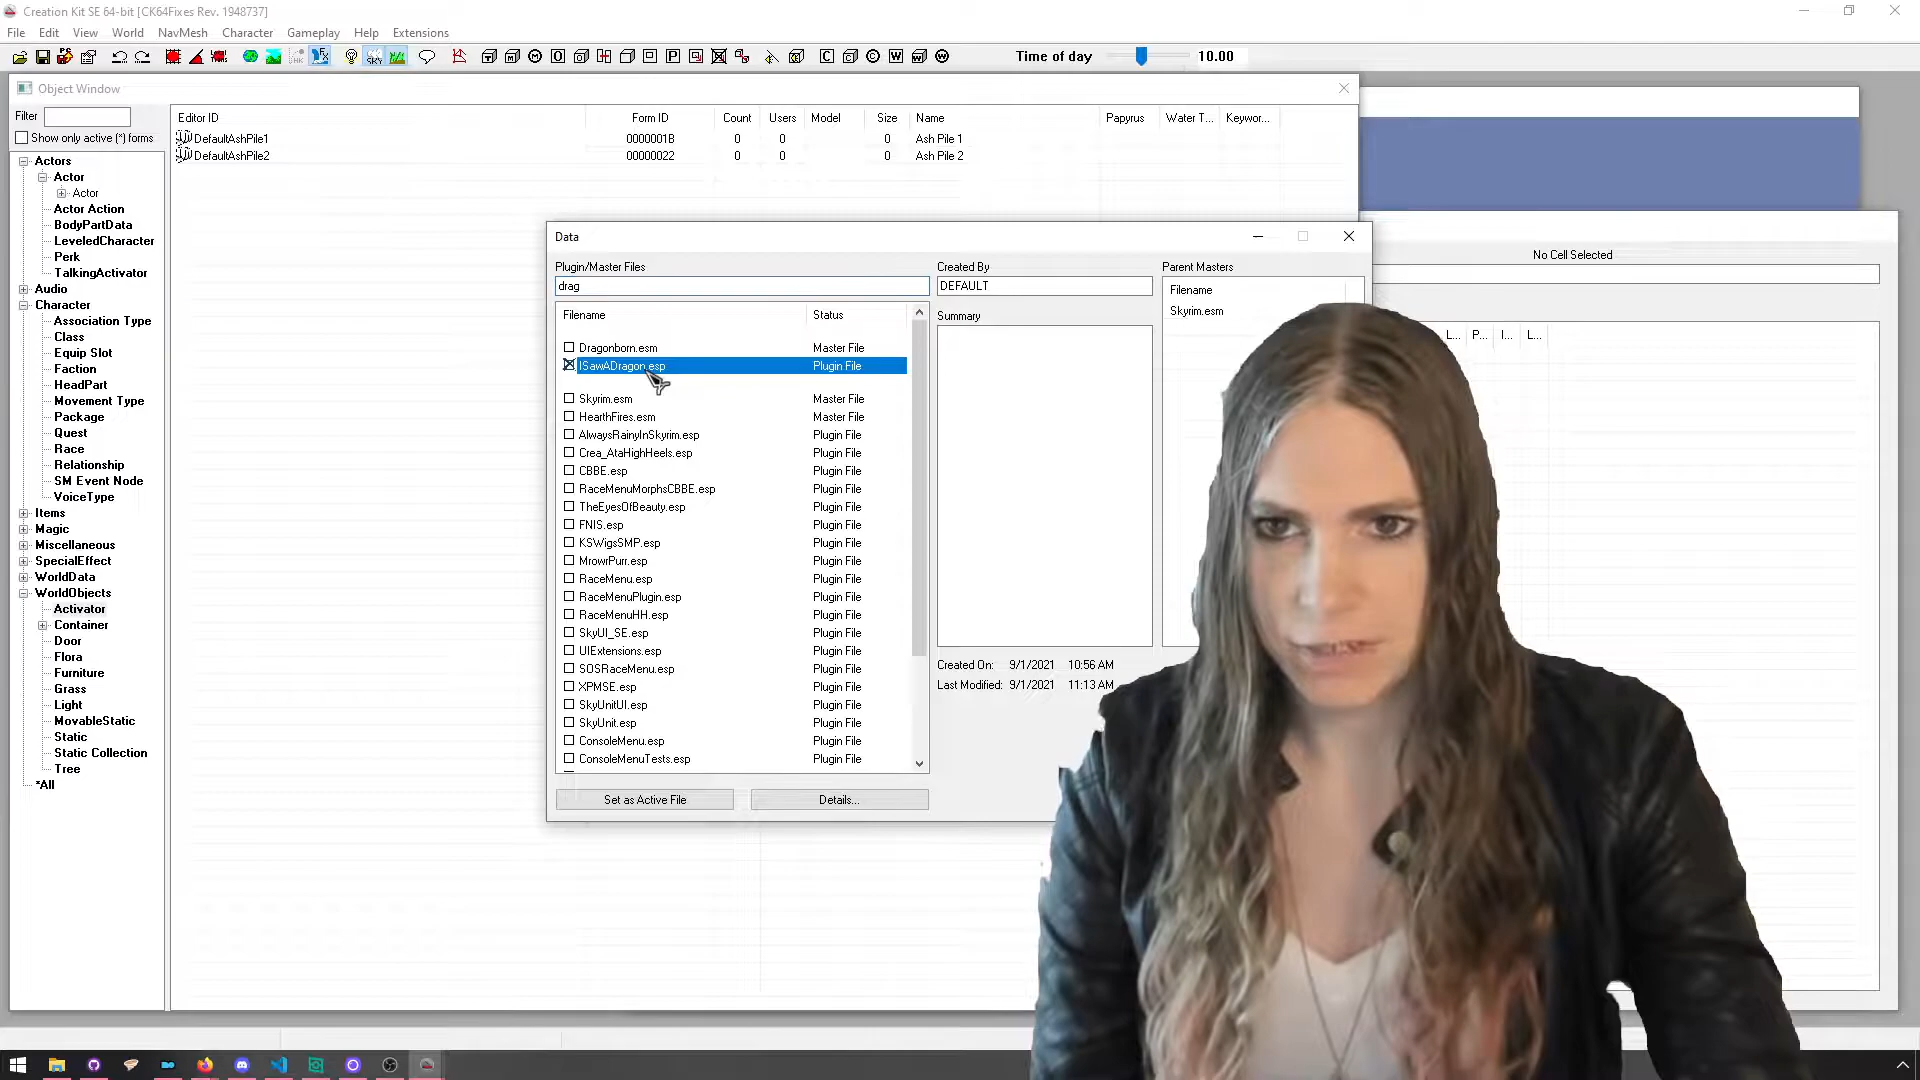 Creation Kit SE 64-bit [CK64Fixes Rev. 1948737]
File Edit View World NavMesh Character Gameplay Help Extensions
Time of day 10.00
Object Window
Filter
Show only active (*) forms
Editor ID Form ID Count Users Model Size Name Papyrus Water T... Keywor...
DefaultAshPile1 0000001B 0 0 0 Ash Pile 1
DefaultAshPile2 00000022 0 0 0 Ash Pile 2
Actors
Actor
Actor
Actor Action
BodyPartData
LeveledCharacter
Perk
TalkingActivator
Audio
Character
Association Type
Class
Equip Slot
Faction
HeadPart
Movement Type
Package
Quest
Race
Relationship
SM Event Node
VoiceType
Items
Magic
Miscellaneous
SpecialEffect
WorldData
WorldObjects
Activator
Container
Door
Flora
Furniture
Grass
Light
MovableStatic
Static
Static Collection
Tree
*All
Data
Plugin/Master Files
drag
Filename Status
Dragonborn.esm Master File
ISawADragon.esp Plugin File
Skyrim.esm Master File
HearthFires.esm Master File
AlwaysRainyInSkyrim.esp Plugin File
Crea_AtaHighHeels.esp Plugin File
CBBE.esp Plugin File
RaceMenuMorphsCBBE.esp Plugin File
TheEyesOfBeauty.esp Plugin File
FNIS.esp Plugin File
KSWigsSMP.esp Plugin File
MrowrPurr.esp Plugin File
RaceMenu.esp Plugin File
RaceMenuPlugin.esp Plugin File
RaceMenuHH.esp Plugin File
SkyUI_SE.esp Plugin File
UIExtensions.esp Plugin File
SOSRaceMenu.esp Plugin File
XPMSE.esp Plugin File
SkyUnitUI.esp Plugin File
SkyUnit.esp Plugin File
ConsoleMenu.esp Plugin File
ConsoleMenuTests.esp Plugin File
Set as Active File Details...
Created By
DEFAULT
Summary
Created On: 9/1/2021 10:56 AM
Last Modified: 9/1/2021 11:13 AM
Parent Masters
Filename
Skyrim.esm
No Cell Selected
L... P... I... L...